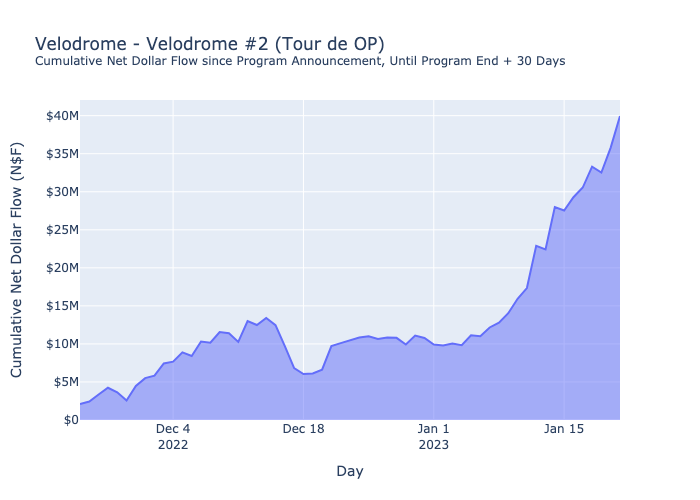 Velodrome - Velodrome #2 (Tour de OP)
Cumulative Net Dollar Flow since Program Announcement, Until Program End + 30 Days
Cumulative Net Dollar Flow (N$F)
$40M
$35M
$30M
$25M
$20M
$15M
$10M
$5M
$0
Dec 4
2022
Dec 18
Jan 1
2023
Jan 15
Day